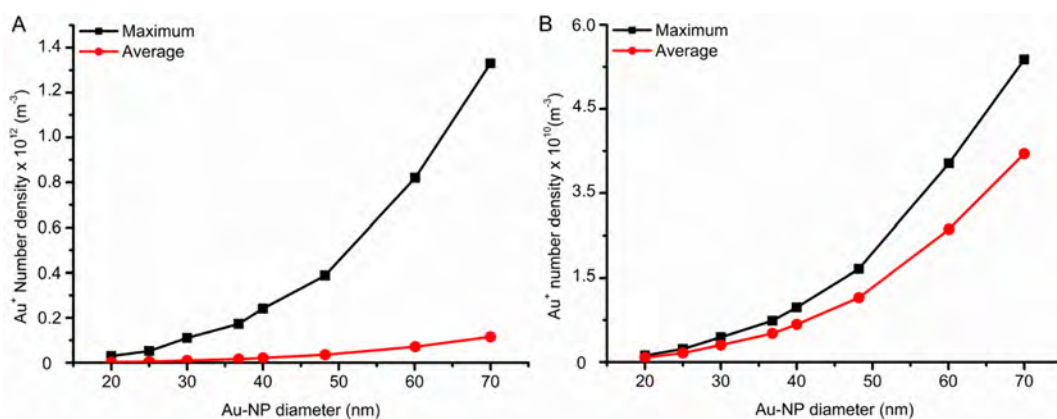 A
Maximum
Average
Au⁺ Number density x 10¹² (m⁻³)
1.4
1.2
1.0
0.8
0.6
0.4
0.2
0
20 30 40 50 60 70
Au-NP diameter (nm)
B
Maximum
Average
Au⁺ number density x 10¹⁰(m⁻³)
6.0
4.5
3.5
1.5
0
20 30 40 50 60 70
Au-NP diameter (nm)